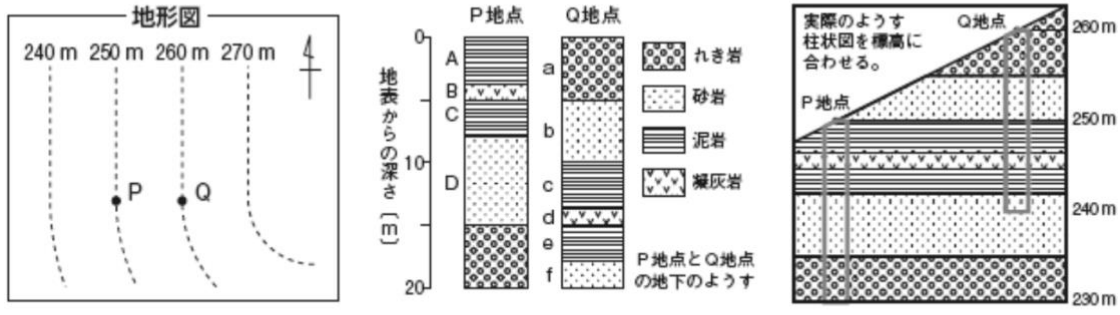 地形図
240 m 250 m 260 m 270 m
4
P
Q
P地点 Q地点
0
10
20
地表からの深さ〔m〕
A
B
C
D
a
b
c
d
e
f
れき岩
砂岩
泥岩
凝灰岩
P地点とQ地点
の地下のようす
実際のようす
柱状図を標高に
合わせる。
Q地点
P地点
260 m
250 m
240 m
230 m